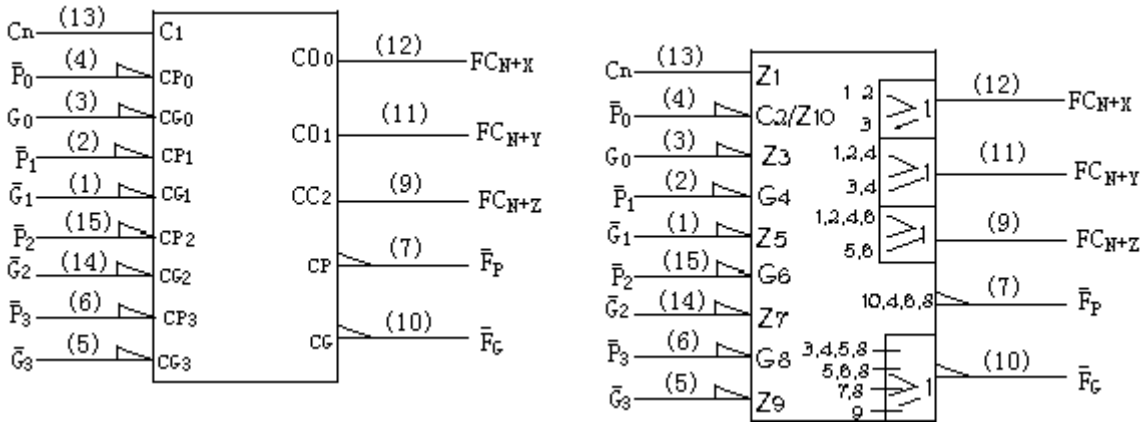 Cn (13) C1
P̄0 (4) CP0
G0 (3) CG0
P̄1 (2) CP1
Ḡ1 (1) CG1
P̄2 (15) CP2
Ḡ2 (14) CG2
P̄3 (6) CP3
Ḡ3 (5) CG3
CO0 (12) FCN+X
CO1 (11) FCN+Y
CC2 (9) FCN+Z
CP (7) F̄P
CG (10) F̄G
Cn (13) Z1
P̄0 (4) C2/Z10
G0 (3) Z3
P̄1 (2) G4
Ḡ1 (1) Z5
P̄2 (15) G6
Ḡ2 (14) Z7
P̄3 (6) G8
Ḡ3 (5) Z9
1 2
3
>1 (12) FCN+X
1,2,4
3,4
>1 (11) FCN+Y
1,2,4,6
5,6
>1 (9) FCN+Z
10,4,6,8 (7) F̄P
3,4,5,8
5,6,8
7,8
9
>1 (10) F̄G